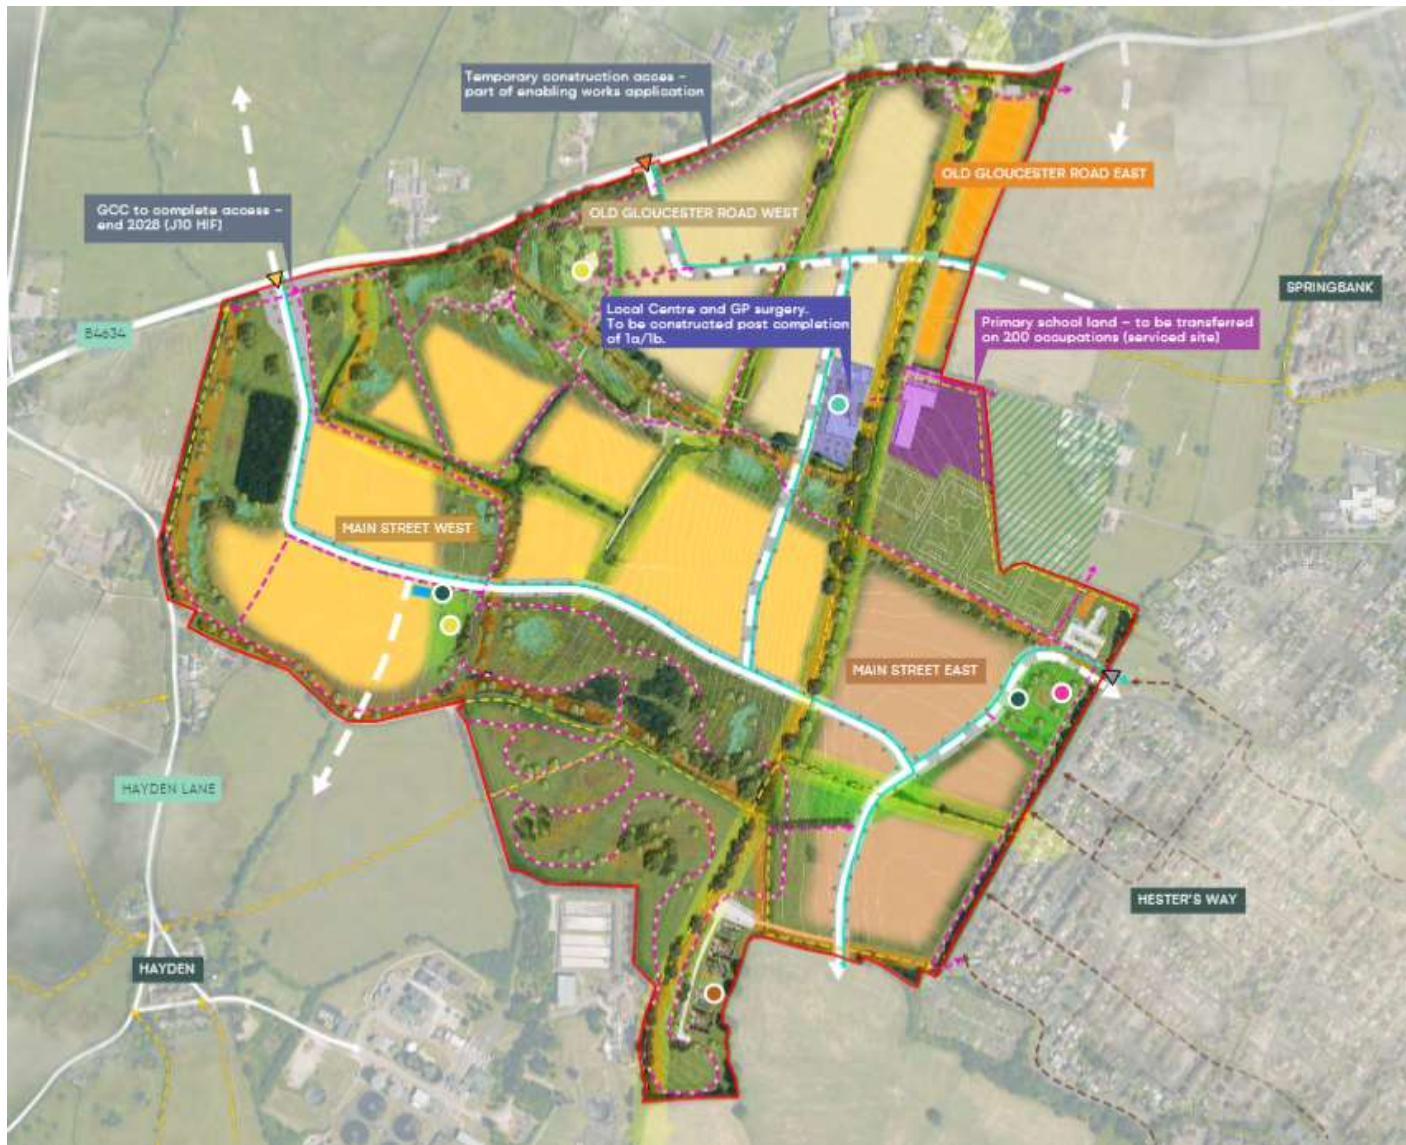 Temporary construction acces –
part of enabling works application
OLD GLOUCESTER ROAD EAST
GCC to complete access –
end 2028 (J10 HIF)
OLD GLOUCESTER ROAD WEST
SPRINGBANK
Local Centre and GP surgery.
To be constructed post completion
of 1a/1b.
Primary school land – to be transferred
on 200 occupations (serviced site)
B4634
MAIN STREET WEST
MAIN STREET EAST
HAYDEN LANE
HESTER'S WAY
HAYDEN